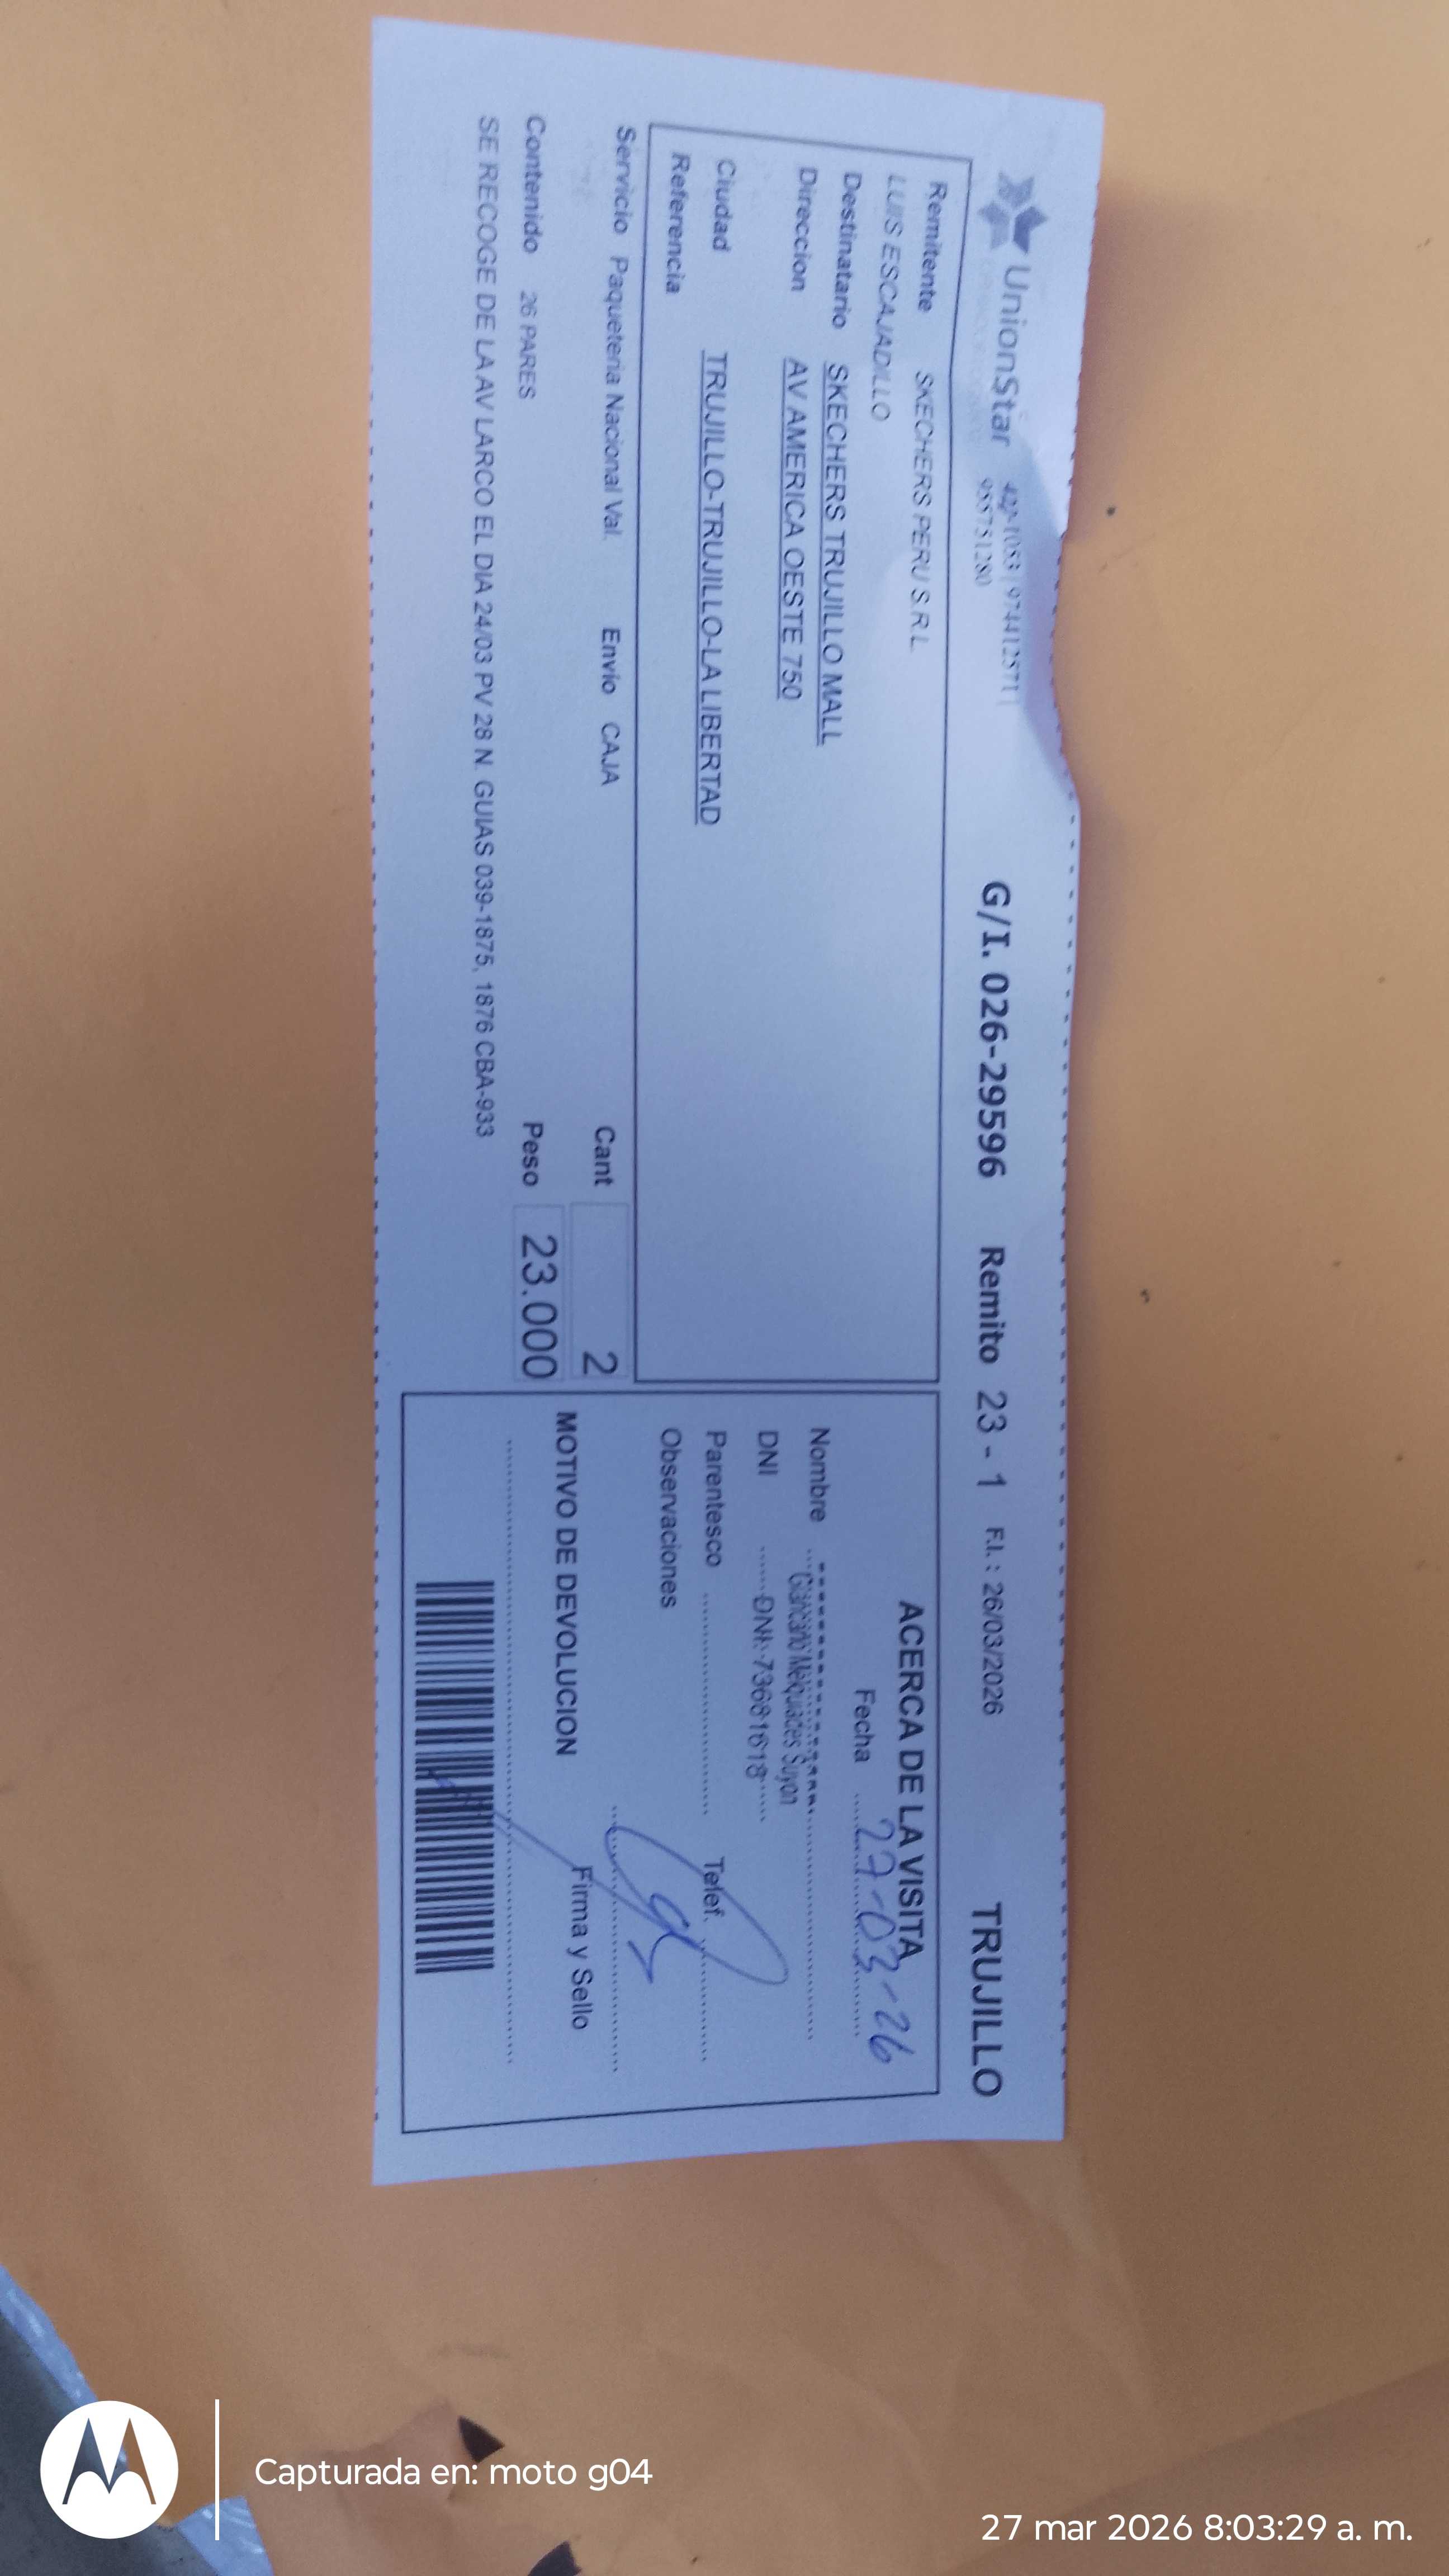 UnionStar
955751280
G/I. 026-29596 Remito 23 - 1 F.I. : 26/03/2026 TRUJILLO
Remitente SKECHERS PERU S.R.L
LUIS ESCAJADILLO
Destinatario SKECHERS TRUJILLO MALL
Direccion AV AMERICA OESTE 750
Ciudad TRUJILLO-TRUJILLO-LA LIBERTAD
Referencia
Servicio Paqueteria Nacional Val. Envio CAJA Cant 2
Contenido 26 PARES Peso 23.000
SE RECOGE DE LA AV LARCO EL DIA 24/03 PV 28 N. GUIAS 039-1875, 1876 CBA-933
ACERCA DE LA VISITA
Fecha 27-03-26
Nombre Suyon
DNI DNI: 73681618
Parentesco Telef.
Observaciones
Firma y Sello
MOTIVO DE DEVOLUCION
Capturada en: moto g04
27 mar 2026 8:03:29 a. m.